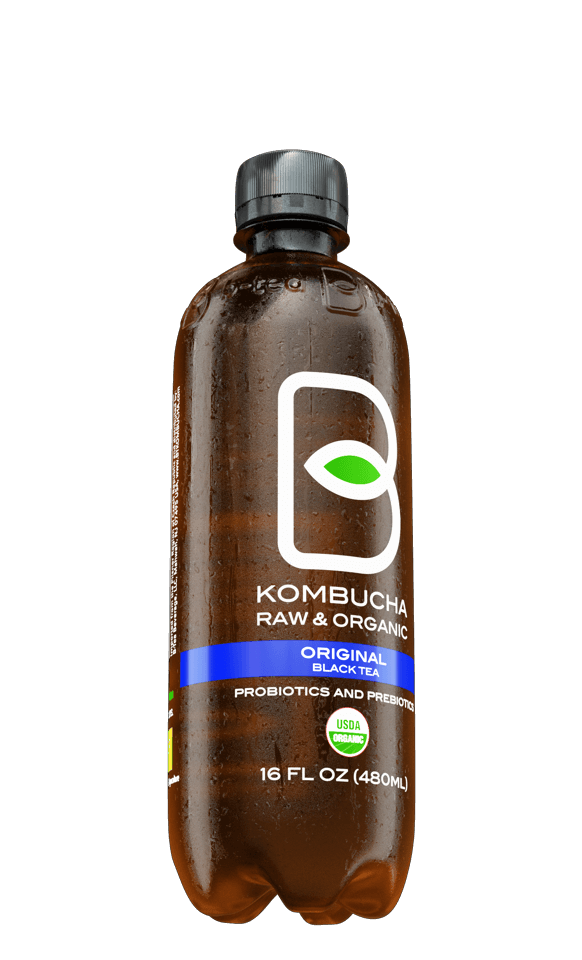 B
KOMBUCHA
RAW & ORGANIC
ORIGINAL
BLACK TEA
PROBIOTICS AND PREBIOTICS
USDA
ORGANIC
16 FL OZ (480ML)